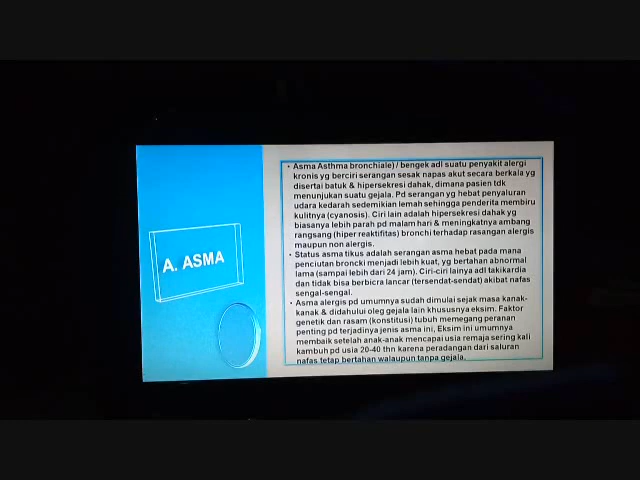 A. ASMA
• Asma Asthma bronchiale) / bengek adl suatu penyakit alergi
kronis yg berciri serangan sesak napas akut secara berkala yg
disertai batuk & hipersekresi dahak, dimana pasien tdk
menunjukan suatu gejala. Pd serangan yg hebat penyaluran
udara kedarah sedemikian lemah sehingga penderita membiru
kulitnya (cyanosis). Ciri lain adalah hipersekresi dahak yg
biasanya lebih parah pd malam hari & meningkatnya ambang
rangsang (hiper reaktifitas) bronchi terhadap rasangan alergis
maupun non alergis.
• Status asma tikus adalah serangan asma hebat pada mana
penciutan broncki menjadi lebih kuat, yg bertahan abnormal
lama (sampai lebih dari 24 jam). Ciri-ciri lainya adl takikardia
dan tidak bisa berbicra lancar (tersendat-sendat) akibat nafas
sengal-sengal.
• Asma alergis pd umumnya sudah dimulai sejak masa kanak-
kanak & didahului oleg gejala lain khususnya eksim. Faktor
genetik dan rasam (konstitusi) tubuh memegang peranan
penting pd terjadinya jenis asma ini, Eksim ini umumnya
membaik setelah anak-anak mencapai usia remaja sering kali
kambuh pd usia 20-40 thn karena peradangan dari saluran
nafas tetap bertahan walaupun tanpa gejala.